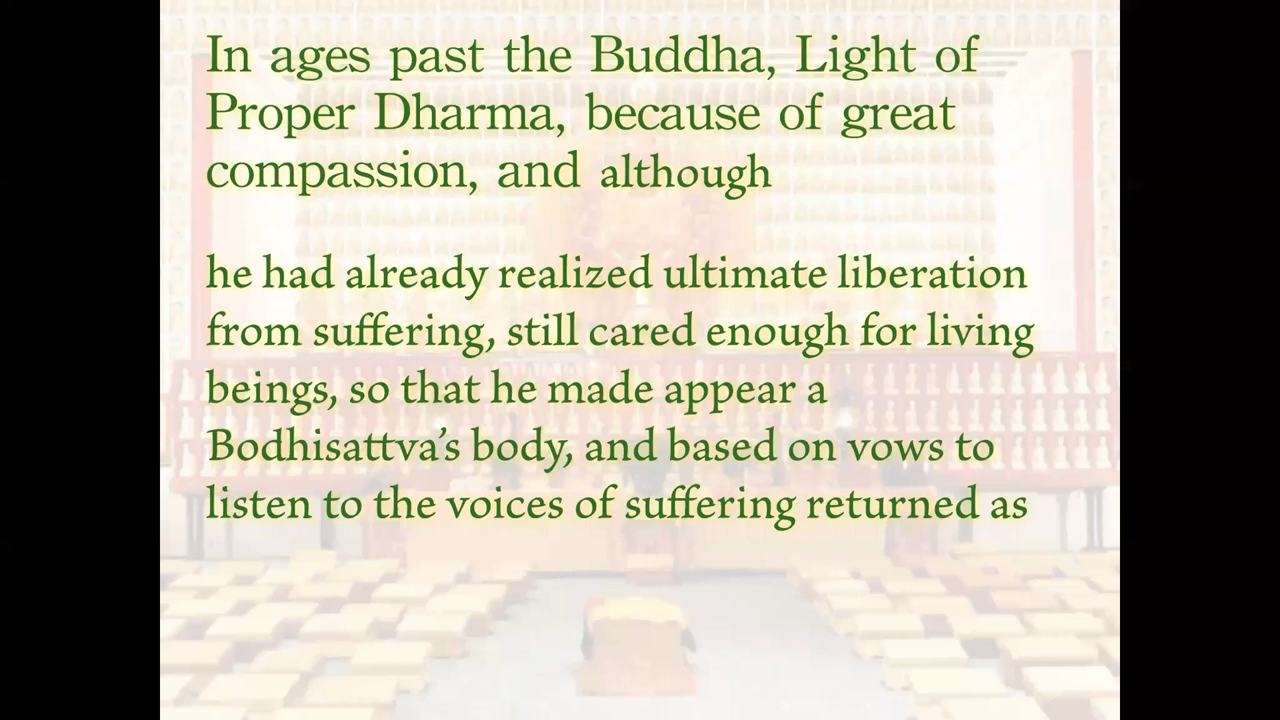 In ages past the Buddha, Light of
Proper Dharma, because of great
compassion, and although
he had already realized ultimate liberation
from suffering, still cared enough for living
beings, so that he made appear a
Bodhisattva’s body, and based on vows to
listen to the voices of suffering returned as